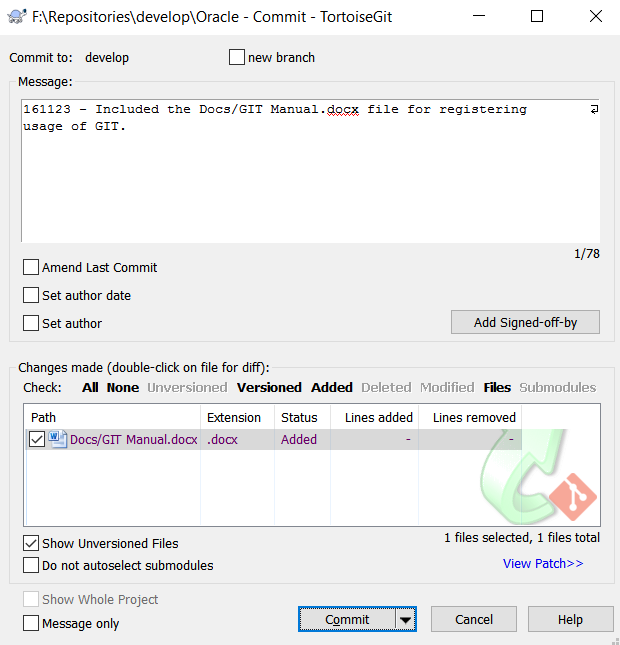 F:\Repositories\develop\Oracle - Commit - TortoiseGit
Commit to: develop new branch
Message:
161123 - Included the Docs/GIT Manual.docx file for registering
usage of GIT.
1/78
Amend Last Commit
Set author date
Set author
Add Signed-off-by
Changes made (double-click on file for diff):
Check: All None Unversioned Versioned Added Deleted Modified Files Submodules
Path Extension Status Lines added Lines removed
Docs/GIT Manual.docx .docx Added - -
Show Unversioned Files
1 files selected, 1 files total
Do not autoselect submodules
View Patch>>
Show Whole Project
Message only
Commit Cancel Help